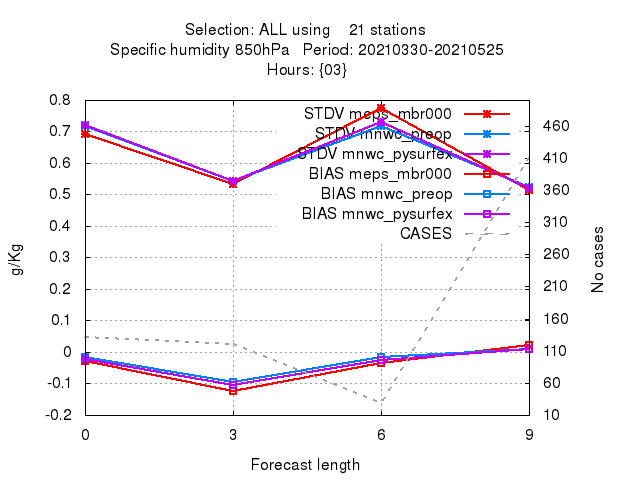 Selection: ALL using    21 stations
Specific humidity 850hPa   Period: 20210330-20210525
Hours: {03}
0.8
0.7
0.6
0.5
0.4
0.3
0.2
0.1
0
-0.1
-0.2
g/Kg
STDV meps_mbr000
STDV mnwc_preop
STDV mnwc_pysurfex
BIAS meps_mbr000
BIAS mnwc_preop
BIAS mnwc_pysurfex
CASES
460
410
360
310
260
210
160
110
60
10
No cases
0
3
6
9
Forecast length